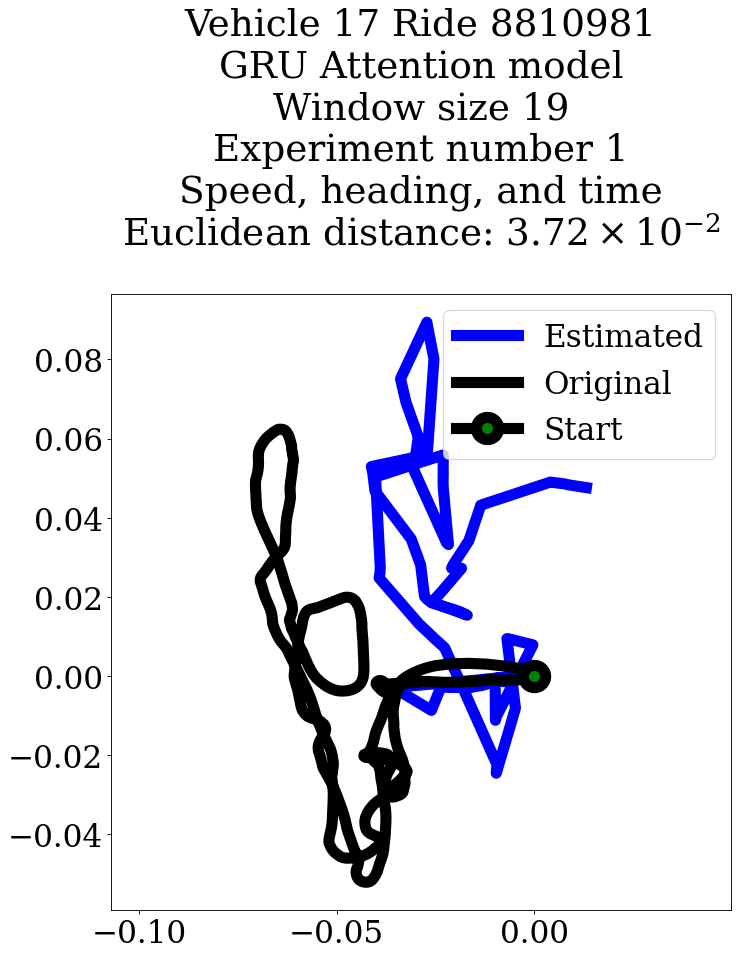 Vehicle 17 Ride 8810981
GRU Attention model
Window size 19
Experiment number 1
Speed, heading, and time
Euclidean distance: 3.72 × 10⁻²
Estimated
Original
Start
0.08
0.06
0.04
0.02
0.00
−0.02
−0.04
−0.10
−0.05
0.00